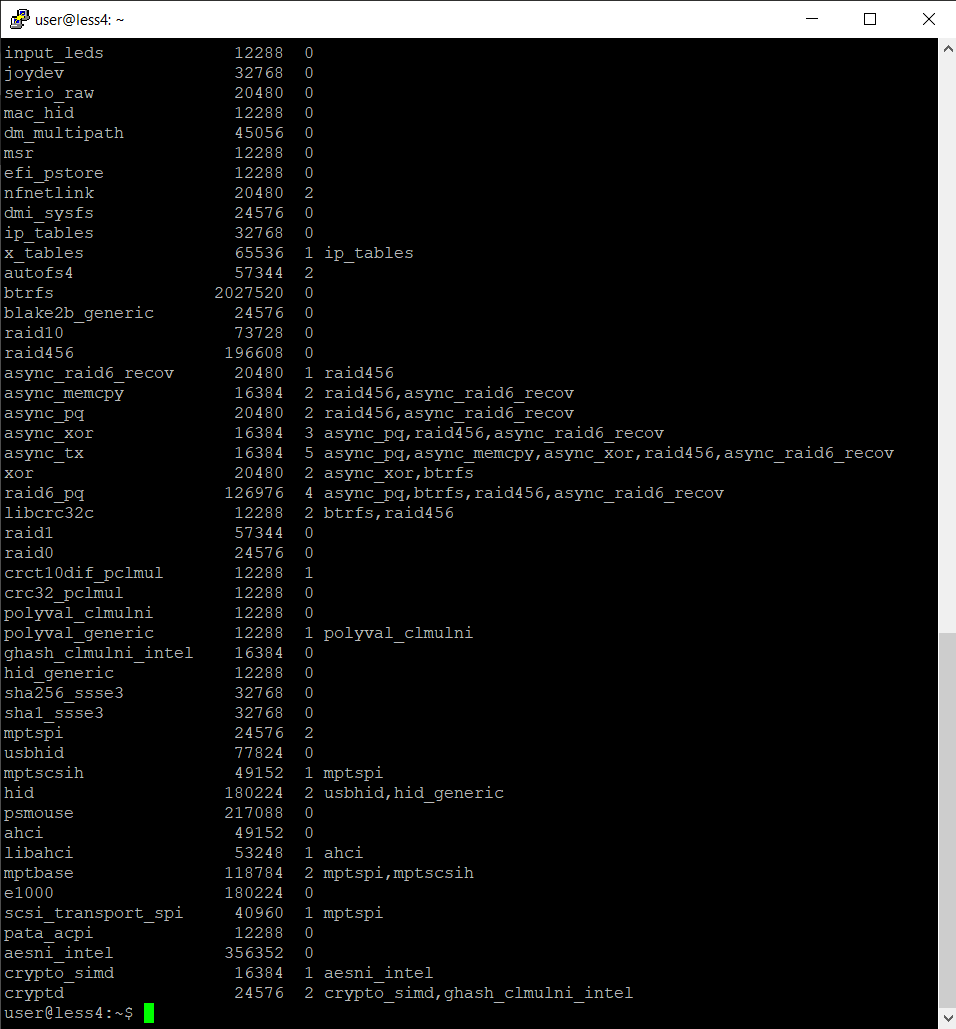 user@less4: ~
input_leds 12288 0
joydev 32768 0
serio_raw 20480 0
mac_hid 12288 0
dm_multipath 45056 0
msr 12288 0
efi_pstore 12288 0
nfnetlink 20480 2
dmi_sysfs 24576 0
ip_tables 32768 0
x_tables 65536 1 ip_tables
autofs4 57344 2
btrfs 2027520 0
blake2b_generic 24576 0
raid10 73728 0
raid456 196608 0
async_raid6_recov 20480 1 raid456
async_memcpy 16384 2 raid456,async_raid6_recov
async_pq 20480 2 raid456,async_raid6_recov
async_xor 16384 3 async_pq,raid456,async_raid6_recov
async_tx 16384 5 async_pq,async_memcpy,async_xor,raid456,async_raid6_recov
xor 20480 2 async_xor,btrfs
raid6_pq 126976 4 async_pq,btrfs,raid456,async_raid6_recov
libcrc32c 12288 2 btrfs,raid456
raid1 57344 0
raid0 24576 0
crct10dif_pclmul 12288 1
crc32_pclmul 12288 0
polyval_clmulni 12288 0
polyval_generic 12288 1 polyval_clmulni
ghash_clmulni_intel 16384 0
hid_generic 12288 0
sha256_ssse3 32768 0
sha1_ssse3 32768 0
mptspi 24576 2
usbhid 77824 0
mptscsih 49152 1 mptspi
hid 180224 2 usbhid,hid_generic
psmouse 217088 0
ahci 49152 0
libahci 53248 1 ahci
mptbase 118784 2 mptspi,mptscsih
e1000 180224 0
scsi_transport_spi 40960 1 mptspi
pata_acpi 12288 0
aesni_intel 356352 0
crypto_simd 16384 1 aesni_intel
cryptd 24576 2 crypto_simd,ghash_clmulni_intel
user@less4:~$